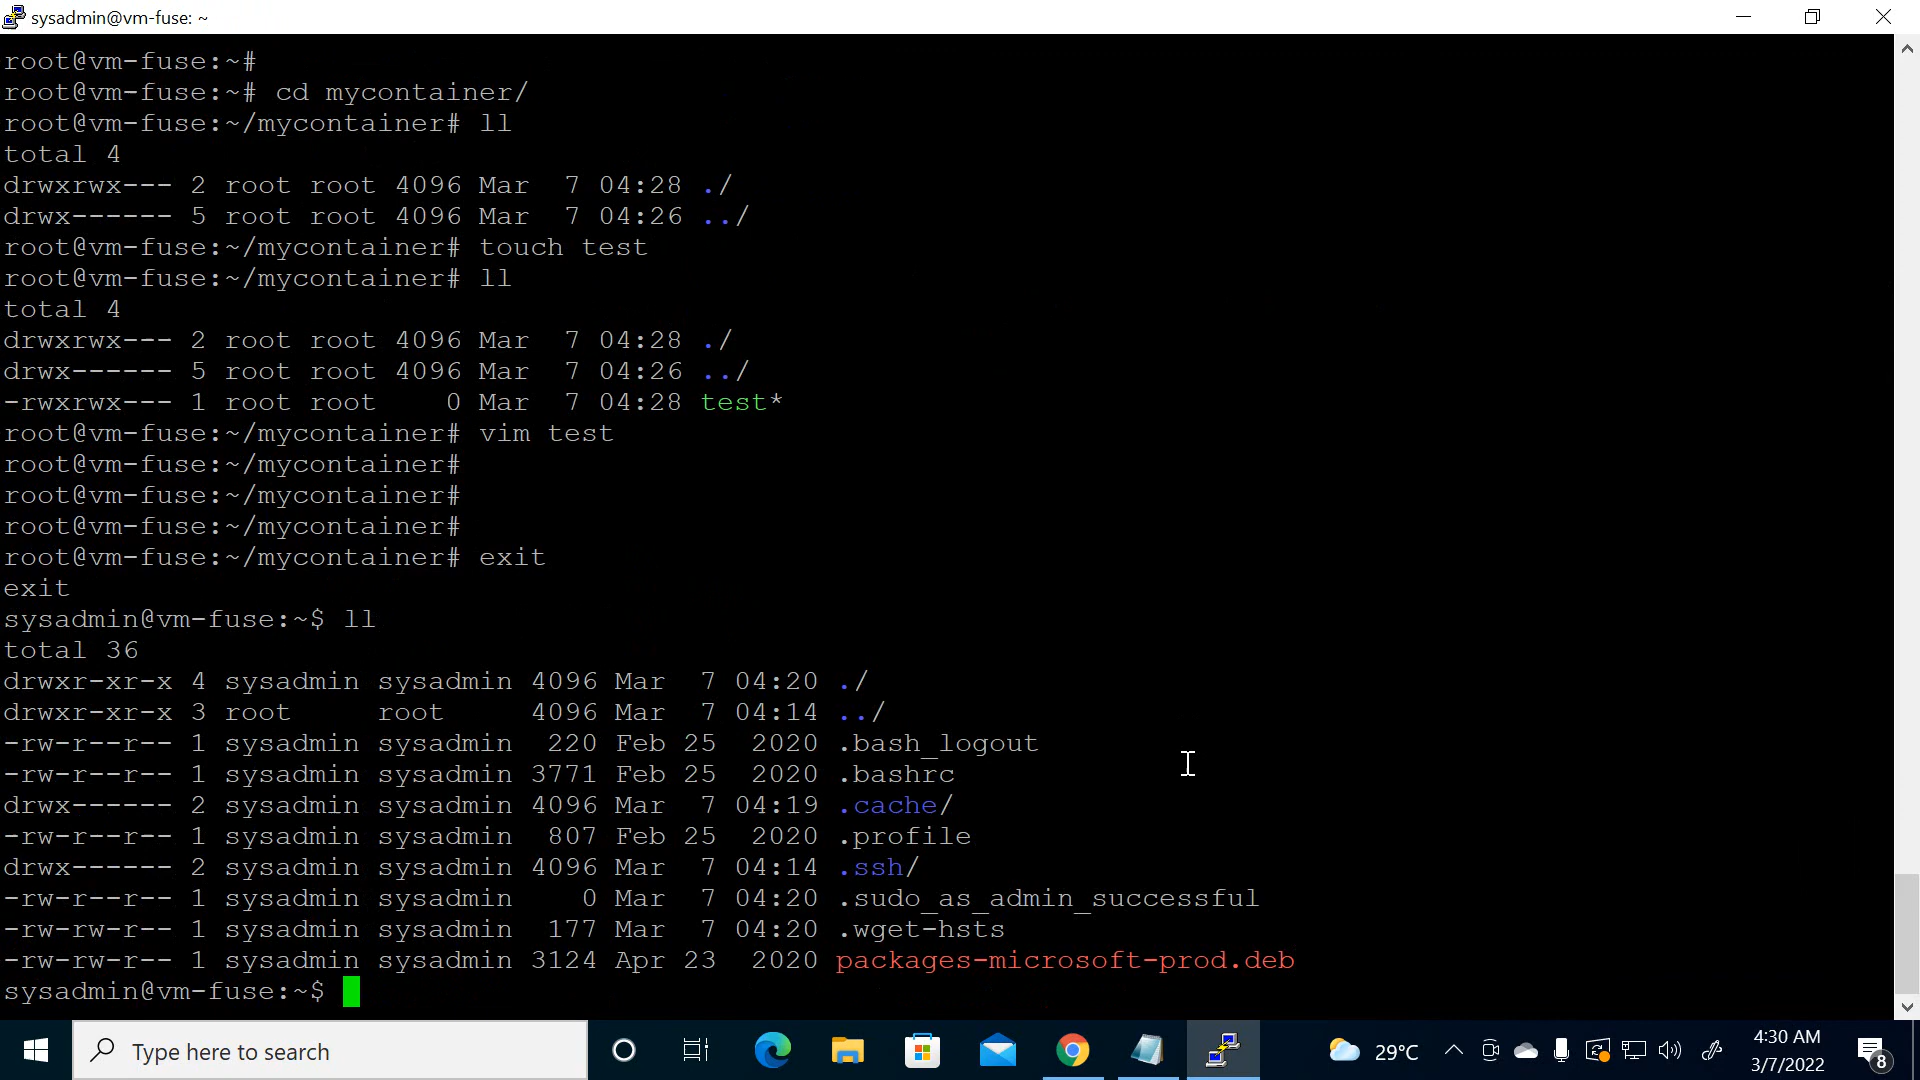 sysadmin@vm-fuse: ~
root@vm-fuse:~#
root@vm-fuse:~# cd mycontainer/
root@vm-fuse:~/mycontainer# ll
total 4
drwxrwx--- 2 root root 4096 Mar  7 04:28 ./
drwx------ 5 root root 4096 Mar  7 04:26 ../
root@vm-fuse:~/mycontainer# touch test
root@vm-fuse:~/mycontainer# ll
total 4
drwxrwx--- 2 root root 4096 Mar  7 04:28 ./
drwx------ 5 root root 4096 Mar  7 04:26 ../
-rwxrwx--- 1 root root    0 Mar  7 04:28 test*
root@vm-fuse:~/mycontainer# vim test
root@vm-fuse:~/mycontainer#
root@vm-fuse:~/mycontainer#
root@vm-fuse:~/mycontainer#
root@vm-fuse:~/mycontainer# exit
exit
sysadmin@vm-fuse:~$ ll
total 36
drwxr-xr-x 4 sysadmin sysadmin 4096 Mar  7 04:20 ./
drwxr-xr-x 3 root     root     4096 Mar  7 04:14 ../
-rw-r--r-- 1 sysadmin sysadmin  220 Feb 25  2020 .bash_logout
-rw-r--r-- 1 sysadmin sysadmin 3771 Feb 25  2020 .bashrc
drwx------ 2 sysadmin sysadmin 4096 Mar  7 04:19 .cache/
-rw-r--r-- 1 sysadmin sysadmin  807 Feb 25  2020 .profile
drwx------ 2 sysadmin sysadmin 4096 Mar  7 04:14 .ssh/
-rw-r--r-- 1 sysadmin sysadmin    0 Mar  7 04:20 .sudo_as_admin_successful
-rw-rw-r-- 1 sysadmin sysadmin  177 Mar  7 04:20 .wget-hsts
-rw-rw-r-- 1 sysadmin sysadmin 3124 Apr 23  2020 packages-microsoft-prod.deb
sysadmin@vm-fuse:~$
Type here to search
29°C
4:30 AM
3/7/2022
8